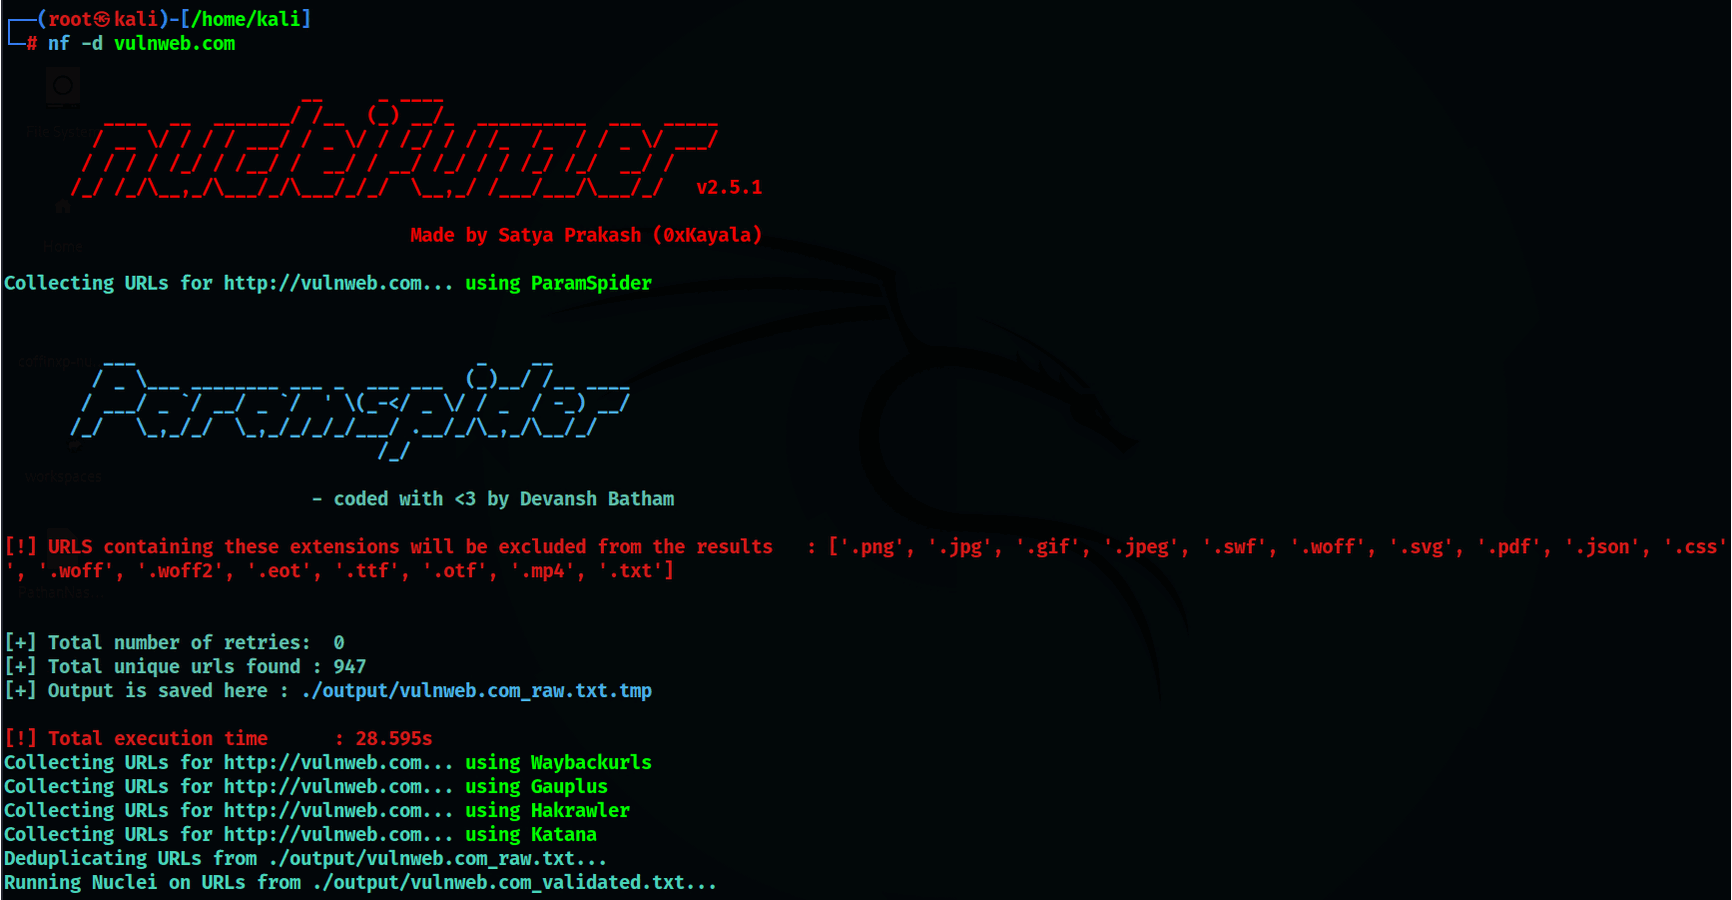 ┌──(root㉿kali)-[/home/kali]
└─# nf -d vulnweb.com
nucleifuzzer
v2.5.1
Made by Satya Prakash (0xKayala)
Collecting URLs for http://vulnweb.com... using ParamSpider
Paramspider
- coded with <3 by Devansh Batham
[!] URLS containing these extensions will be excluded from the results   : ['.png', '.jpg', '.gif', '.jpeg', '.swf', '.woff', '.svg', '.pdf', '.json', '.css'
', '.woff', '.woff2', '.eot', '.ttf', '.otf', '.mp4', '.txt']
[+] Total number of retries:  0
[+] Total unique urls found : 947
[+] Output is saved here : ./output/vulnweb.com_raw.txt.tmp
[!] Total execution time      : 28.595s
Collecting URLs for http://vulnweb.com... using Waybackurls
Collecting URLs for http://vulnweb.com... using Gauplus
Collecting URLs for http://vulnweb.com... using Hakrawler
Collecting URLs for http://vulnweb.com... using Katana
Deduplicating URLs from ./output/vulnweb.com_raw.txt...
Running Nuclei on URLs from ./output/vulnweb.com_validated.txt...
Home
workspaces